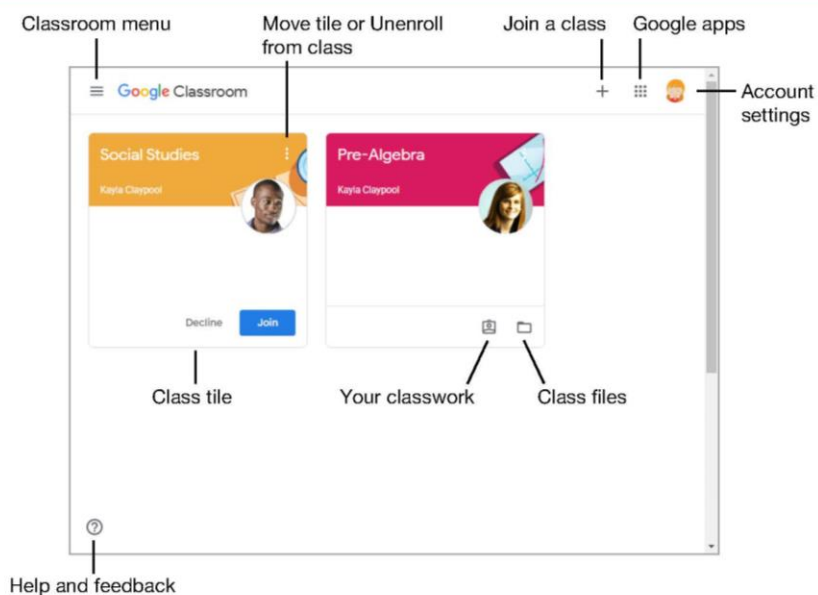 Classroom menu
Move tile or Unenroll
from class
Join a class
Google apps
Google Classroom
Account
settings
Social Studies
Kayla Claypool
Pre-Algebra
Kayla Claypool
Decline
Join
Class tile
Your classwork
Class files
Help and feedback